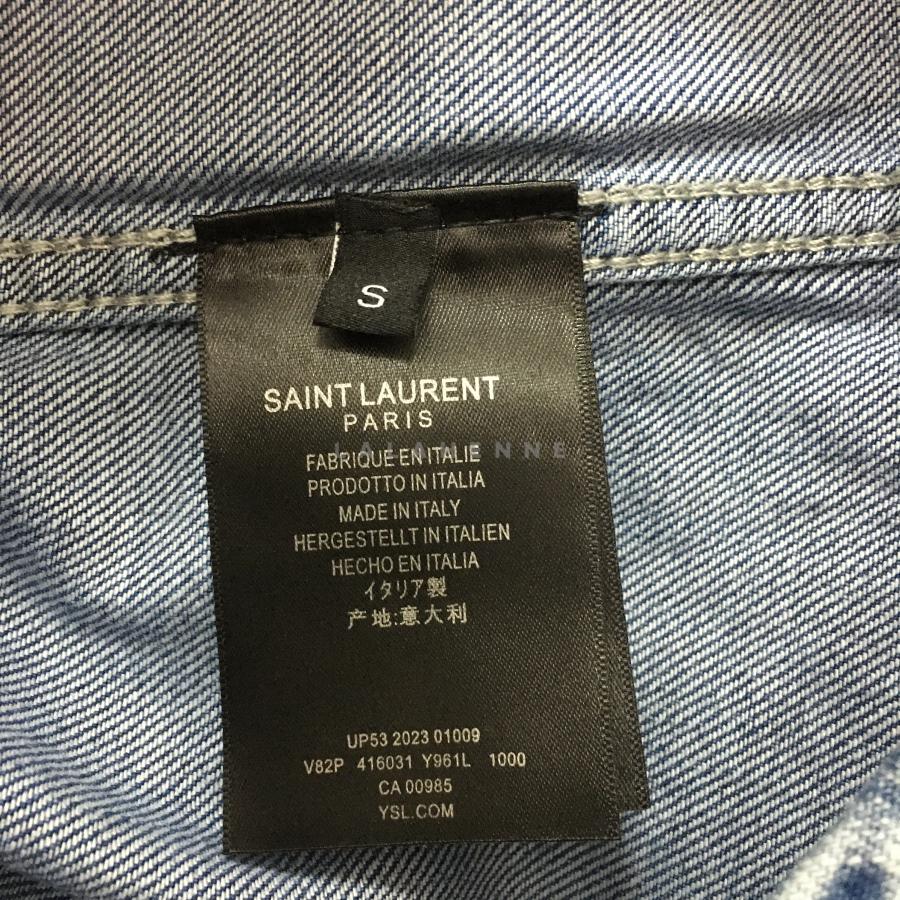 S
SAINT LAURENT
PARIS
FABRIQUE EN ITALIE
PRODOTTO IN ITALIA
MADE IN ITALY
HERGESTELLT IN ITALIEN
HECHO EN ITALIA
イタリア製
产地:意大利
UP53 2023 01009
V82P 416031 Y961L 1000
CA 00985
YSL.COM